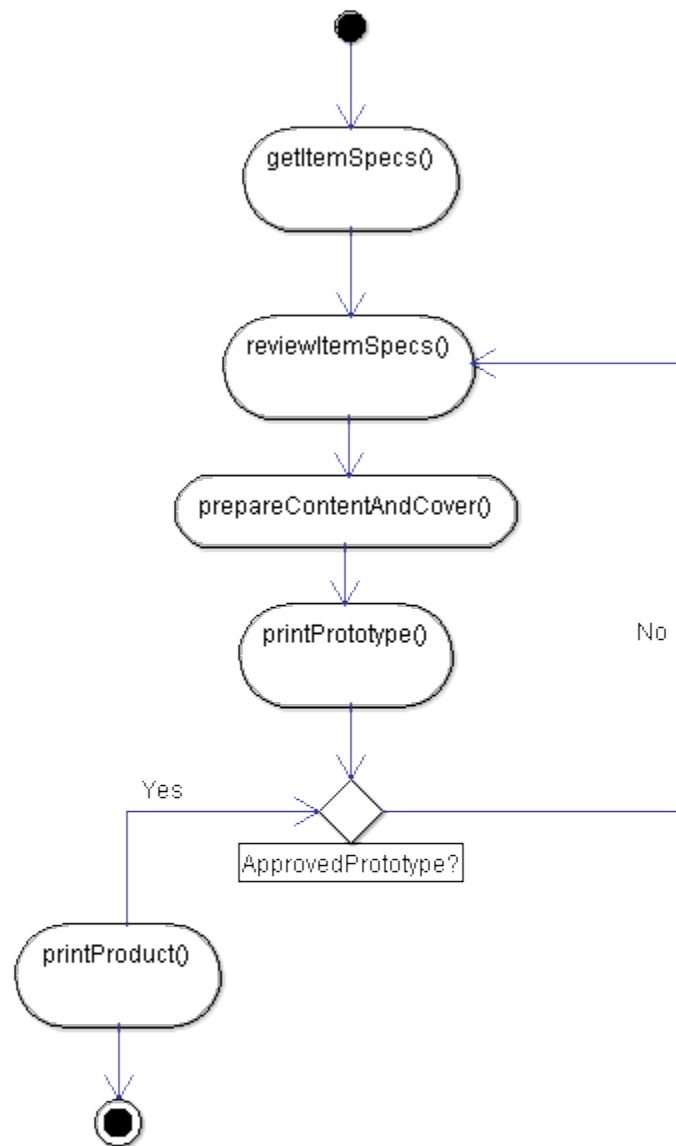 getItemSpecs()
reviewItemSpecs()
prepareContentAndCover()
printPrototype()
No
Yes
ApprovedPrototype?
printProduct()